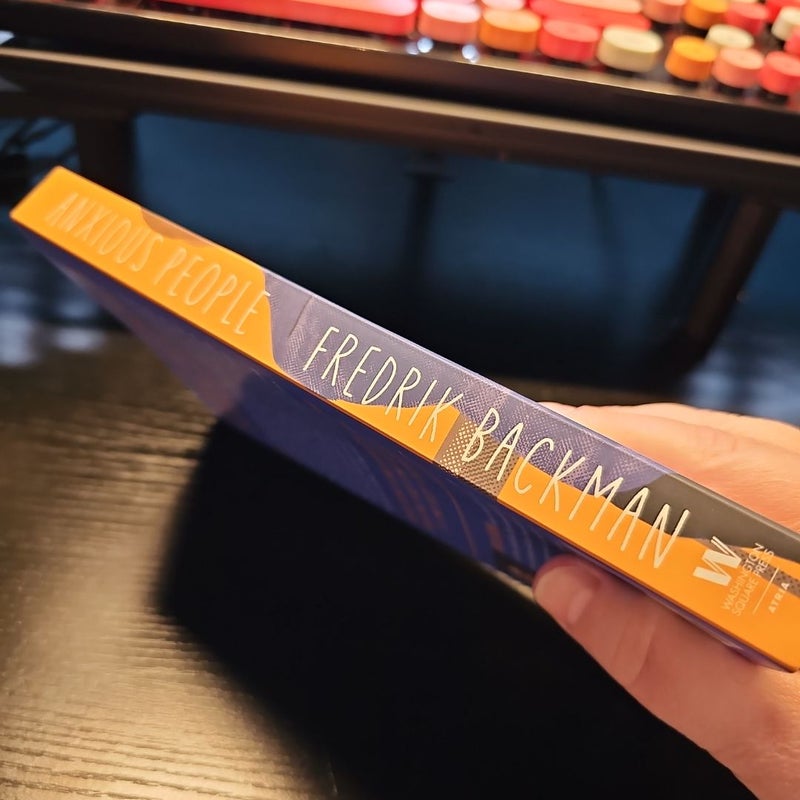 ANXIOUS PEOPLE
FREDRIK BACKMAN
W
WASHINGTON
SQUARE PRESS
ATRIA